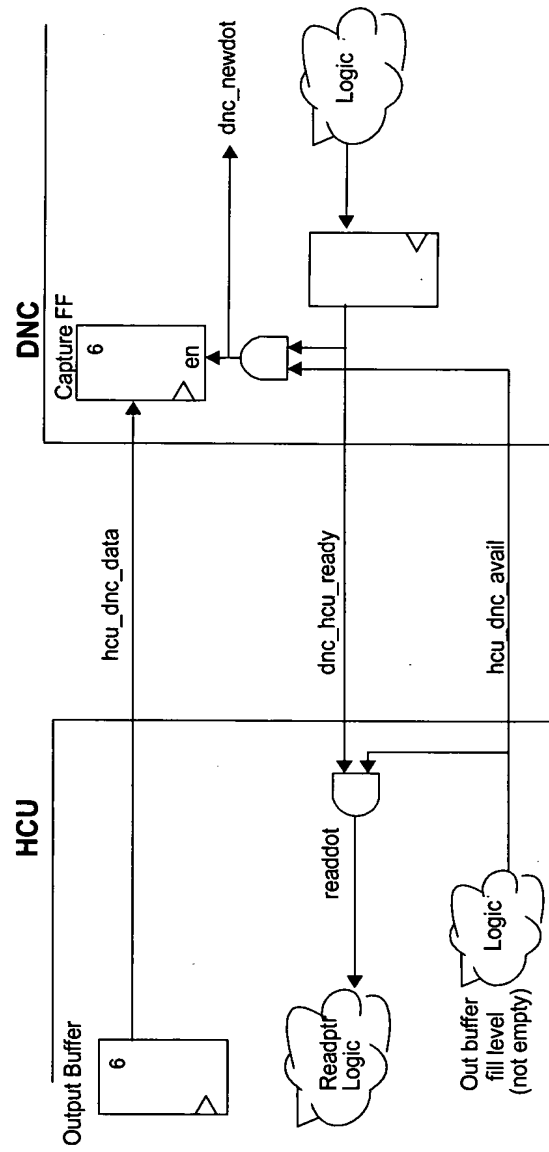 HCU
DNC
Output Buffer
6
hcu_dnc_data
Capture FF
6
en
dnc_newdot
Readptr
Logic
readdot
dnc_hcu_ready
Logic
Out buffer
fill level
(not empty)
Logic
hcu_dnc_avail